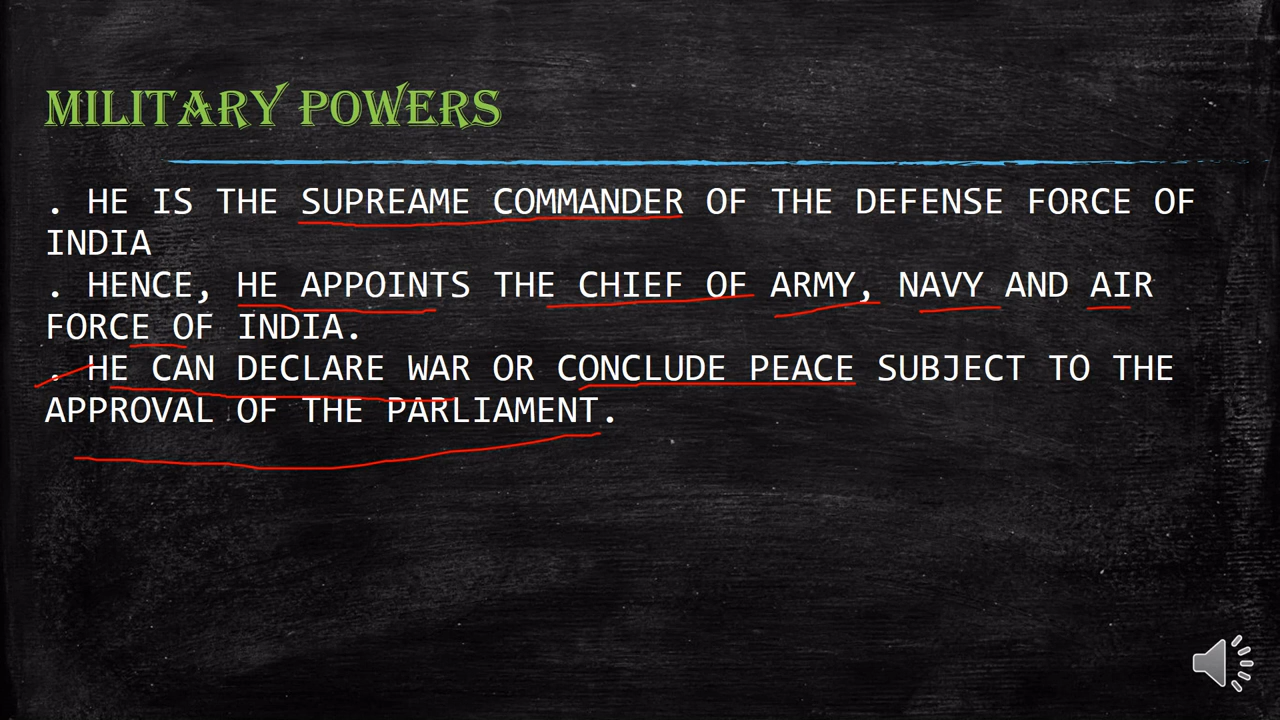 MILITARY POWERS
. HE IS THE SUPREAME COMMANDER OF THE DEFENSE FORCE OF
INDIA
. HENCE, HE APPOINTS THE CHIEF OF ARMY, NAVY AND AIR
FORCE OF INDIA.
. HE CAN DECLARE WAR OR CONCLUDE PEACE SUBJECT TO THE
APPROVAL OF THE PARLIAMENT.